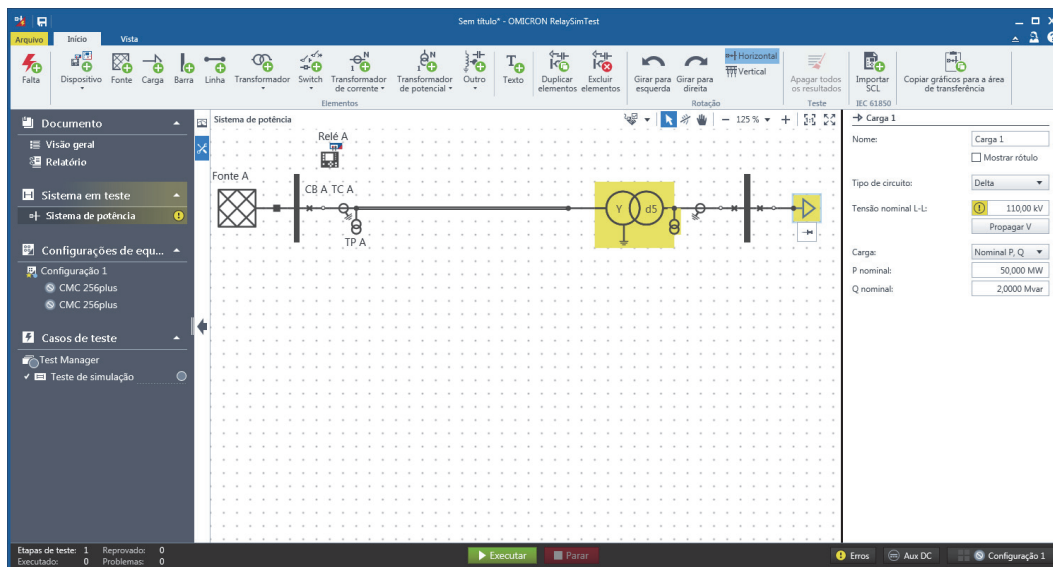 Sem título* - OMICRON RelaySimTest
Arquivo Início Vista
Falta Dispositivo Fonte Carga Barra Linha Transformador Switch Transformador de corrente Transformador de potencial Outro Texto Duplicar elementos Excluir elementos Girar para esquerda Girar para direita Horizontal Vertical Apagar todos os resultados Importar SCL Copiar gráficos para a área de transferência
Elementos Rotação Teste IEC 61850
Documento
Visão geral
Relatório
Sistema em teste
Sistema de potência
Configurações de equ...
Configuração 1
CMC 256plus
CMC 256plus
Casos de teste
Test Manager
Teste de simulação
Sistema de potência
125 %
Relé A
Fonte A
CB A TC A
Y d5
TP A
Carga 1
Nome: Carga 1
Mostrar rótulo
Tipo de circuito: Delta
Tensão nominal L-L: 110,00 kV
Propagar V
Carga: Nominal P, Q
P nominal: 50,000 MW
Q nominal: 2,0000 Mvar
Etapas de teste: 1 Reprovado: 0
Executado: 0 Problemas: 0
Executar Parar
Erros Aux DC Configuração 1